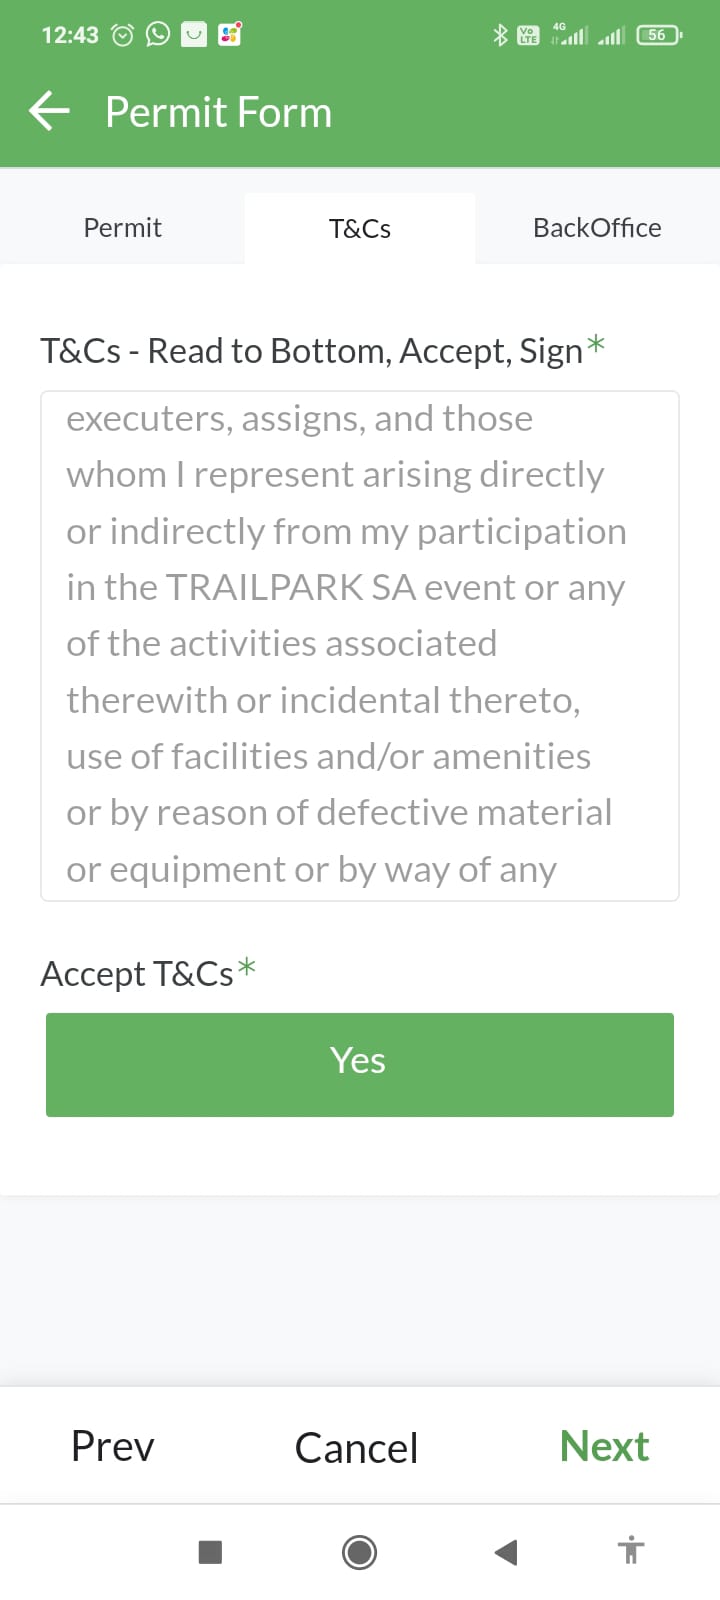 12:43
Vo LTE
4G
56
Permit Form
Permit
T&Cs
BackOffice
T&Cs - Read to Bottom, Accept, Sign*
executers, assigns, and those
whom I represent arising directly
or indirectly from my participation
in the TRAILPARK SA event or any
of the activities associated
therewith or incidental thereto,
use of facilities and/or amenities
or by reason of defective material
or equipment or by way of any
Accept T&Cs*
Yes
Prev
Cancel
Next